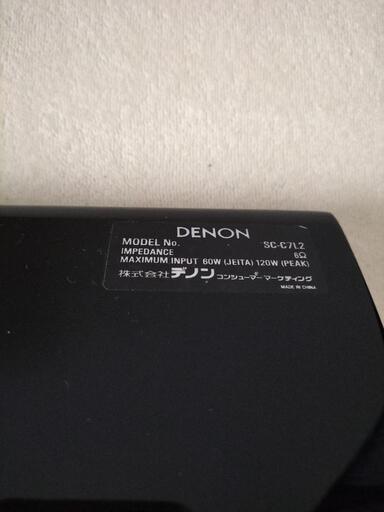 DENON
MODEL No. SC-C7L2
IMPEDANCE 6Ω
MAXIMUM INPUT 60W (JEITA) 120W (PEAK)
株式会社デノン コンシューマーマーケティング
MADE IN CHINA